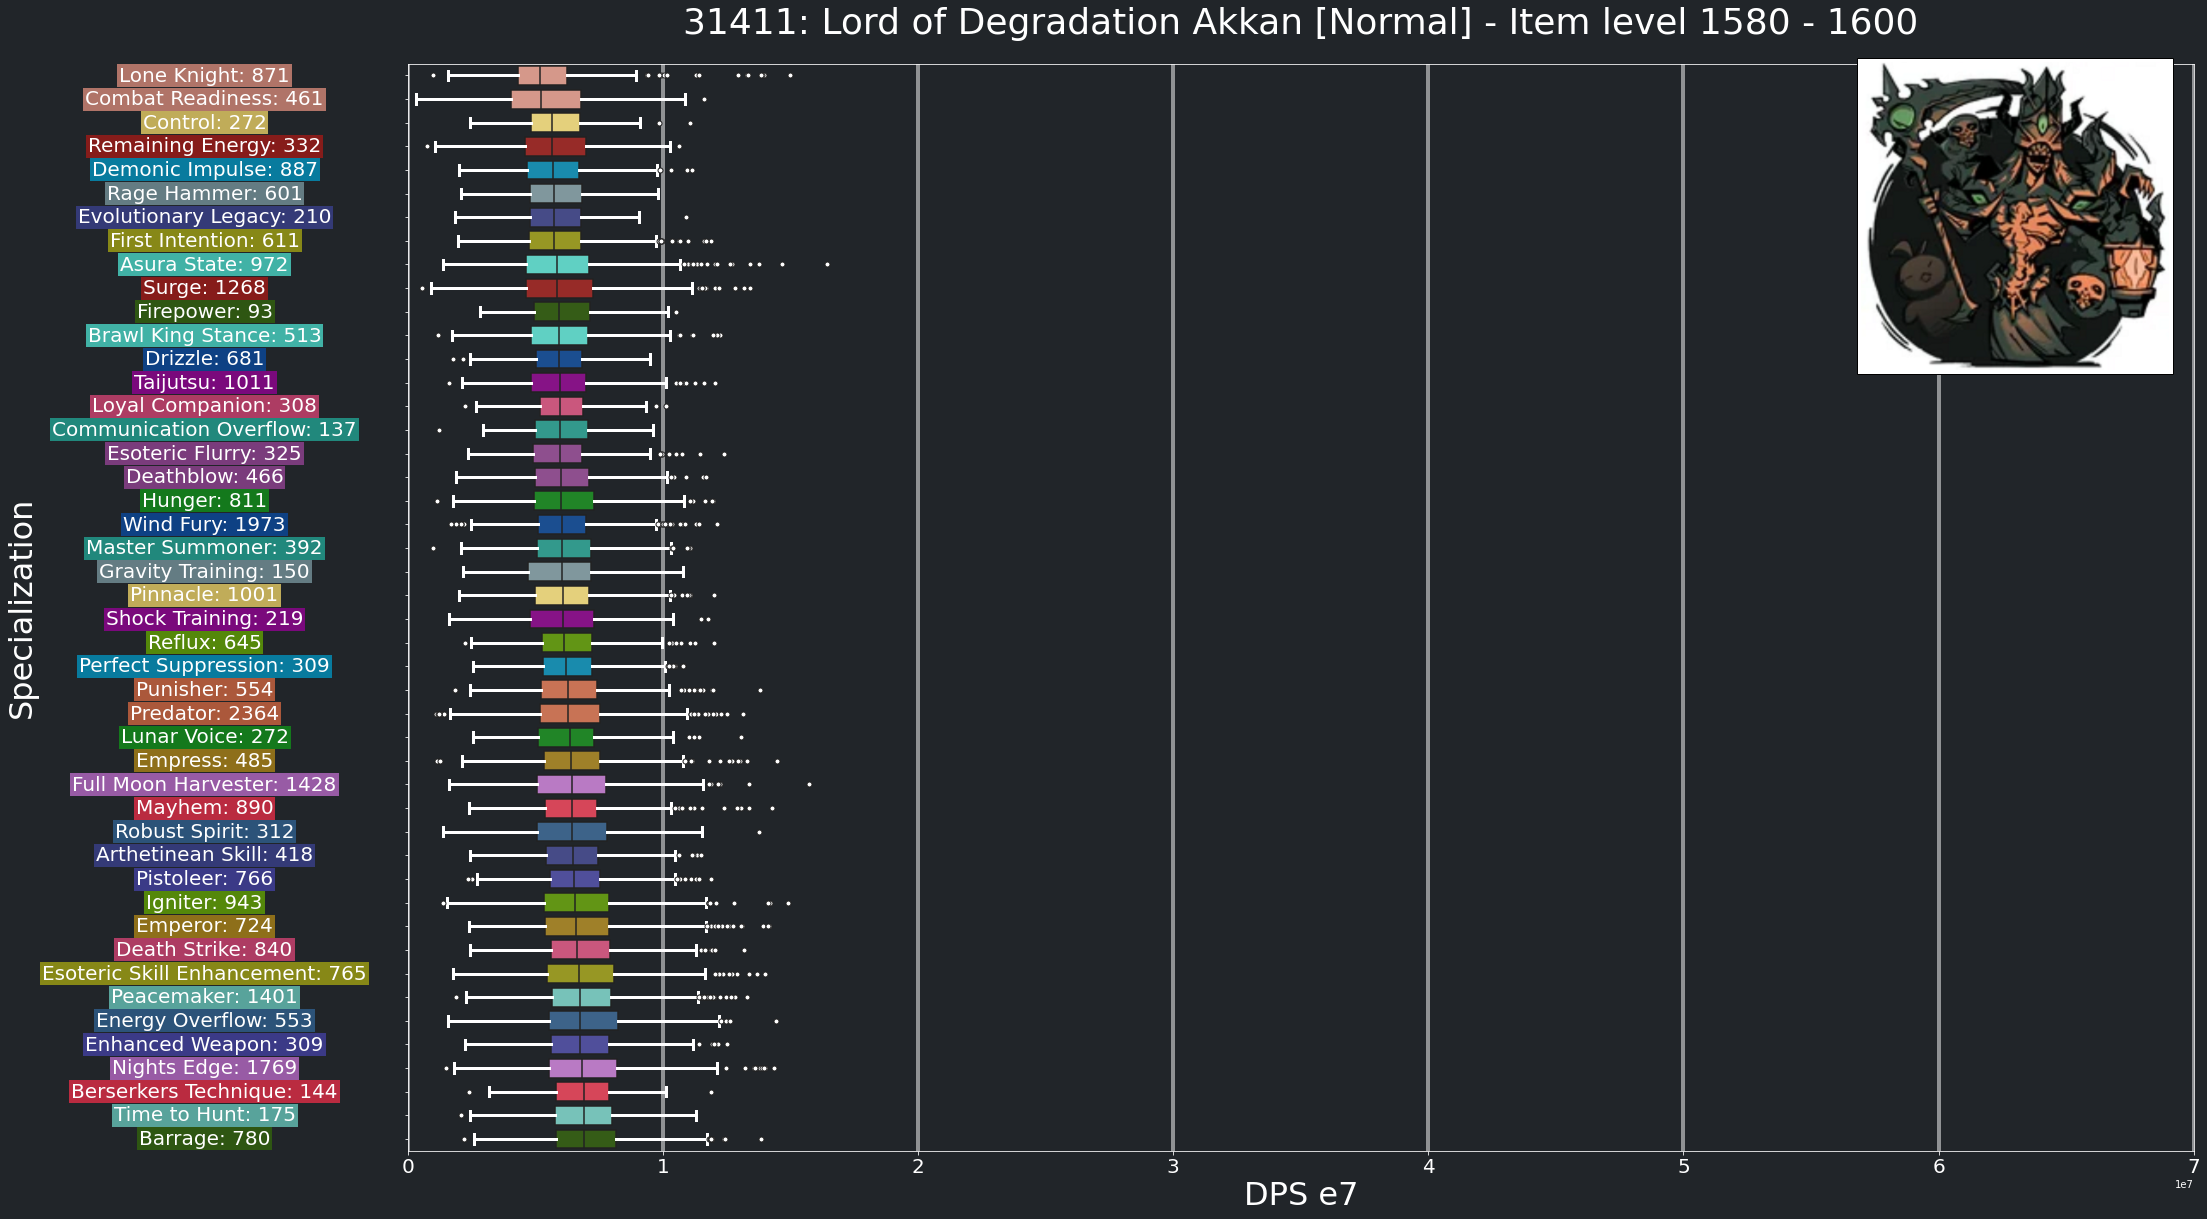 31411: Lord of Degradation Akkan [Normal] - Item level 1580 - 1600
Specialization
Lone Knight: 871
Combat Readiness: 461
Control: 272
Remaining Energy: 332
Demonic Impulse: 887
Rage Hammer: 601
Evolutionary Legacy: 210
First Intention: 611
Asura State: 972
Surge: 1268
Firepower: 93
Brawl King Stance: 513
Drizzle: 681
Taijutsu: 1011
Loyal Companion: 308
Communication Overflow: 137
Esoteric Flurry: 325
Deathblow: 466
Hunger: 811
Wind Fury: 1973
Master Summoner: 392
Gravity Training: 150
Pinnacle: 1001
Shock Training: 219
Reflux: 645
Perfect Suppression: 309
Punisher: 554
Predator: 2364
Lunar Voice: 272
Empress: 485
Full Moon Harvester: 1428
Mayhem: 890
Robust Spirit: 312
Arthetinean Skill: 418
Pistoleer: 766
Igniter: 943
Emperor: 724
Death Strike: 840
Esoteric Skill Enhancement: 765
Peacemaker: 1401
Energy Overflow: 553
Enhanced Weapon: 309
Nights Edge: 1769
Berserkers Technique: 144
Time to Hunt: 175
Barrage: 780
0 1 2 3 4 5 6 7
1e7
DPS e7